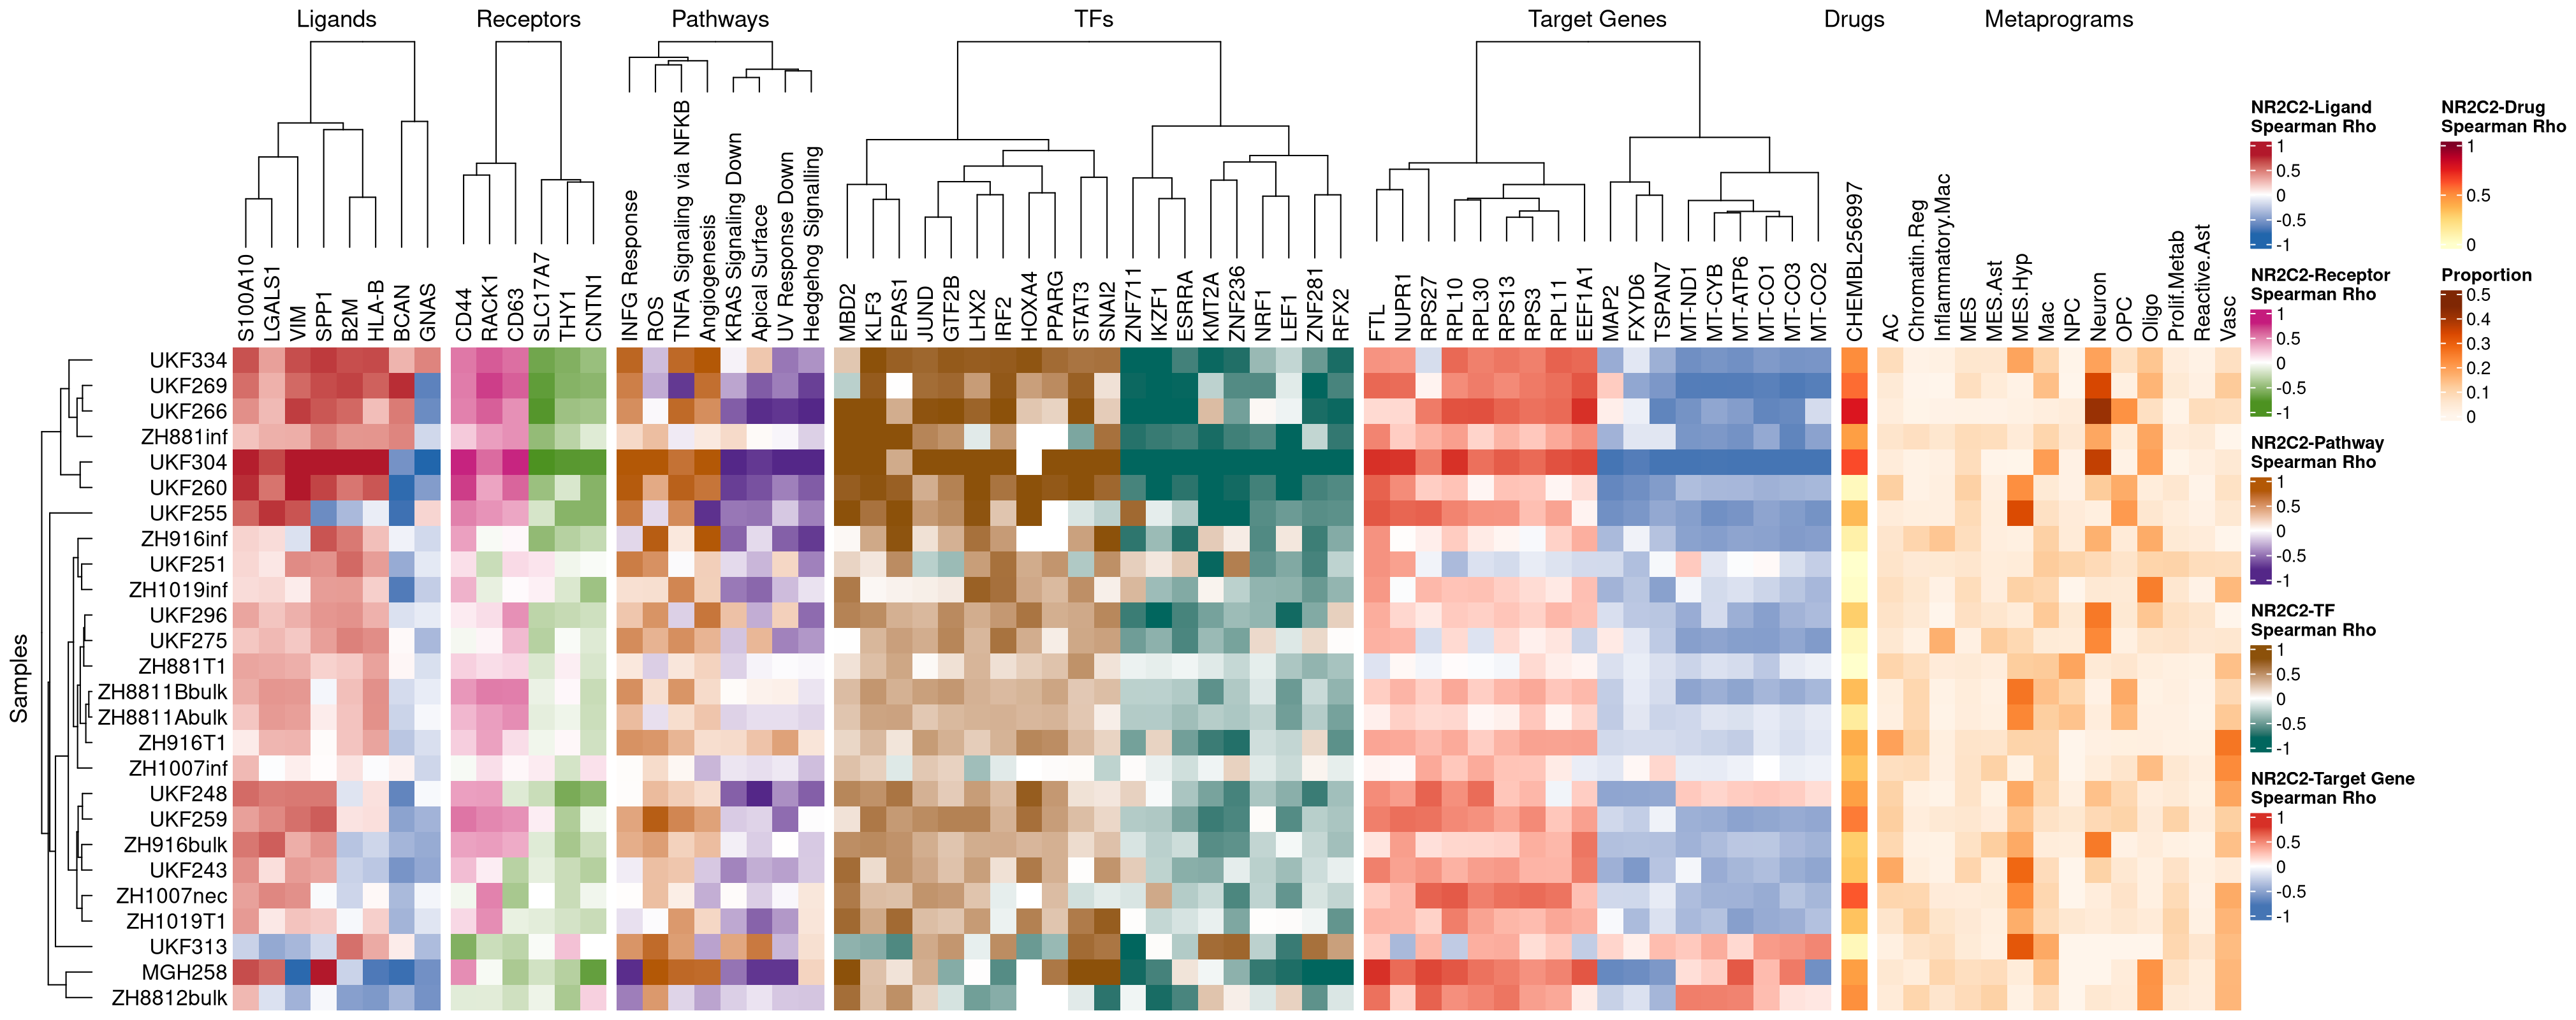 Ligands
Receptors
Pathways
TFs
Target Genes
Drugs
Metaprograms
S100A10
LGALS1
VIM
SPP1
B2M
HLA-B
BCAN
GNAS
CD44
RACK1
CD63
SLC17A7
THY1
CNTN1
INFG Response
ROS
TNFA Signaling via NFKB
Angiogenesis
KRAS Signaling Down
Apical Surface
UV Response Down
Hedgehog Signalling
MBD2
KLF3
EPAS1
JUND
GTF2B
LHX2
IRF2
HOXA4
PPARG
STAT3
SNAI2
ZNF711
IKZF1
ESRRA
KMT2A
ZNF236
NRF1
LEF1
ZNF281
RFX2
FTL
NUPR1
RPS27
RPL10
RPL30
RPS13
RPS3
RPL11
EEF1A1
MAP2
FXYD6
TSPAN7
MT-ND1
MT-CYB
MT-ATP6
MT-CO1
MT-CO3
MT-CO2
CHEMBL256997
AC
Chromatin.Reg
Inflammatory.Mac
MES
MES.Ast
MES.Hyp
Mac
NPC
Neuron
OPC
Oligo
Prolif.Metab
Reactive.Ast
Vasc
Samples
UKF334
UKF269
UKF266
ZH881inf
UKF304
UKF260
UKF255
ZH916inf
UKF251
ZH1019inf
UKF296
UKF275
ZH881T1
ZH8811Bbulk
ZH8811Abulk
ZH916T1
ZH1007inf
UKF248
UKF259
ZH916bulk
UKF243
ZH1007nec
ZH1019T1
UKF313
MGH258
ZH8812bulk
NR2C2-Ligand
Spearman Rho
1
0.5
0
-0.5
-1
NR2C2-Receptor
Spearman Rho
1
0.5
0
-0.5
-1
NR2C2-Pathway
Spearman Rho
1
0.5
0
-0.5
-1
NR2C2-TF
Spearman Rho
1
0.5
0
-0.5
-1
NR2C2-Target Gene
Spearman Rho
1
0.5
0
-0.5
-1
NR2C2-Drug
Spearman Rho
1
0.5
0
Proportion
0.5
0.4
0.3
0.2
0.1
0